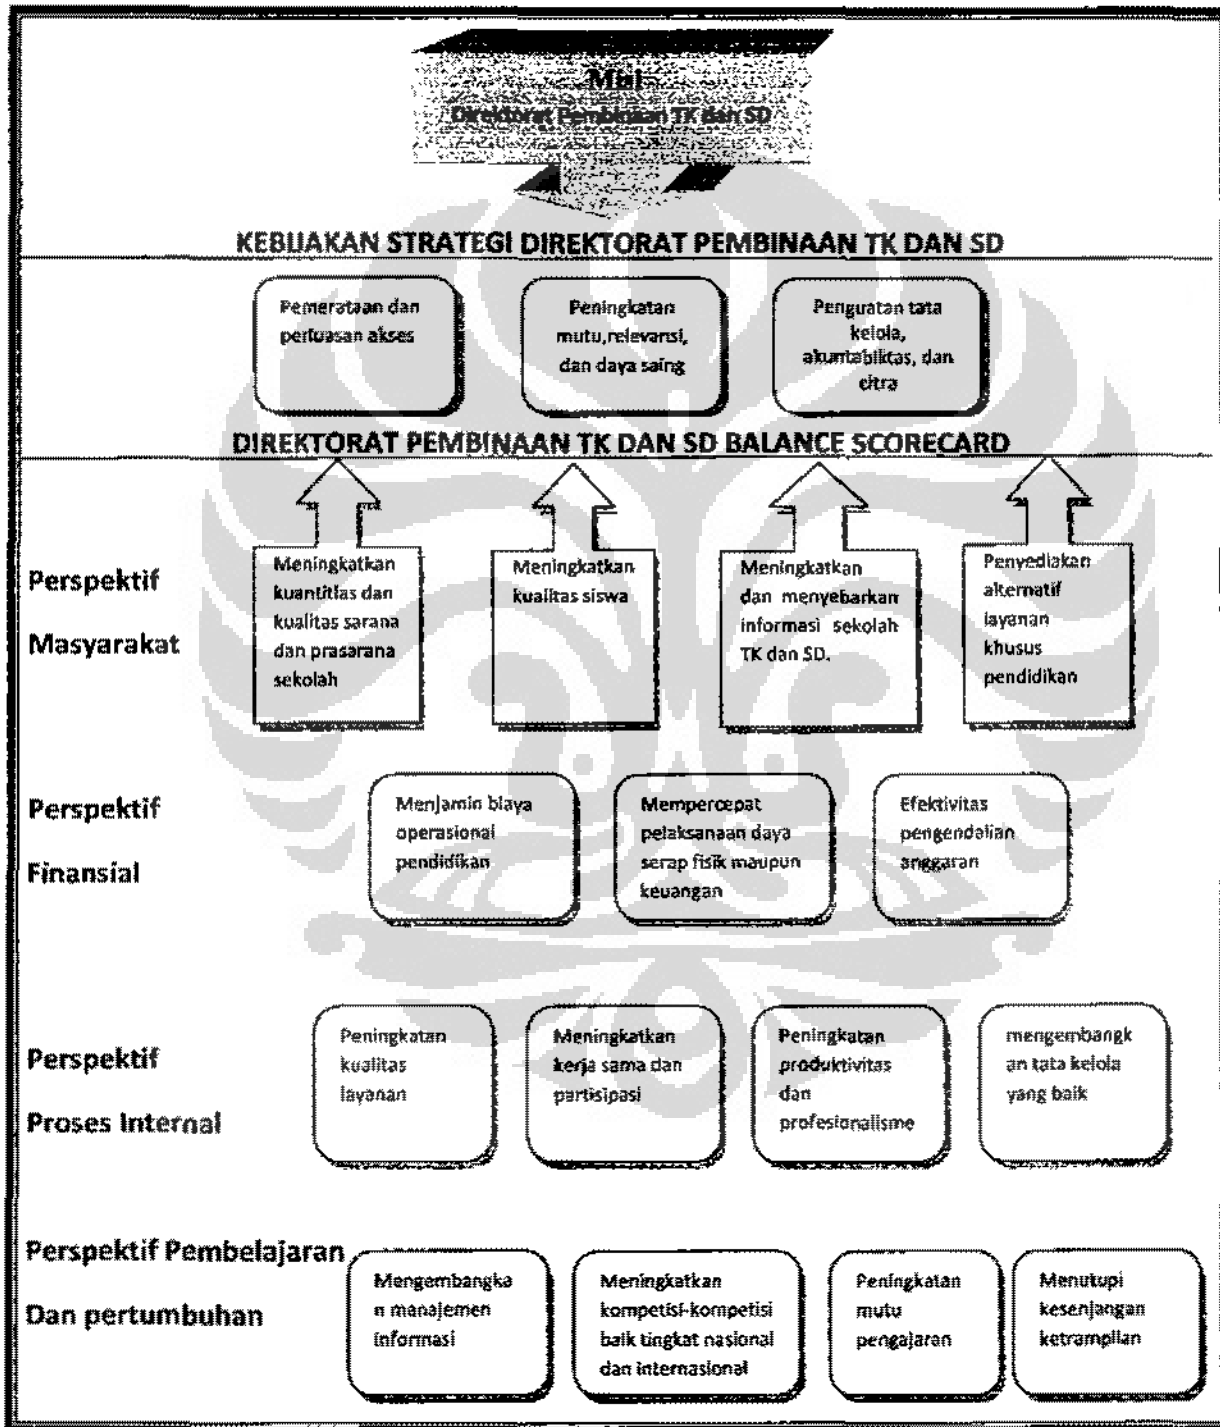 Misi
Direktorat Pembinaan TK dan SD
KEBIJAKAN STRATEGI DIREKTORAT PEMBINAAN TK DAN SD
Pemerataan dan
perluasan akses
Peningkatan
mutu,relevansi,
dan daya saing
Penguatan tata
kelola,
akuntabilitas, dan
citra
DIREKTORAT PEMBINAAN TK DAN SD BALANCE SCORECARD
Perspektif
Masyarakat
Meningkatkan
kuantitias dan
kualitas sarana
dan prasarana
sekolah
Meningkatkan
kualitas siswa
Meningkatkan
dan menyebarkan
informasi sekolah
TK dan SD.
Penyediakan
alternatif
layanan
khusus
pendidikan
Perspektif
Finansial
Menjamin biaya
operasional
pendidikan
Mempercepat
pelaksanaan daya
serap fisik maupun
keuangan
Efektivitas
pengendalian
anggaran
Perspektif
Proses Internal
Peningkatan
kualitas
layanan
Meningkatkan
kerja sama dan
partisipasi
Peningkatan
produktivitas
dan
profesionalisme
mengembangk
an tata kelola
yang baik
Perspektif Pembelajaran
Dan pertumbuhan
Mengembangka
n manajemen
informasi
Meningkatkan
kompetisi-kompetisi
baik tingkat nasional
dan internasional
Peningkatan
mutu
pengajaran
Menutupi
kesenjangan
ketrampilan